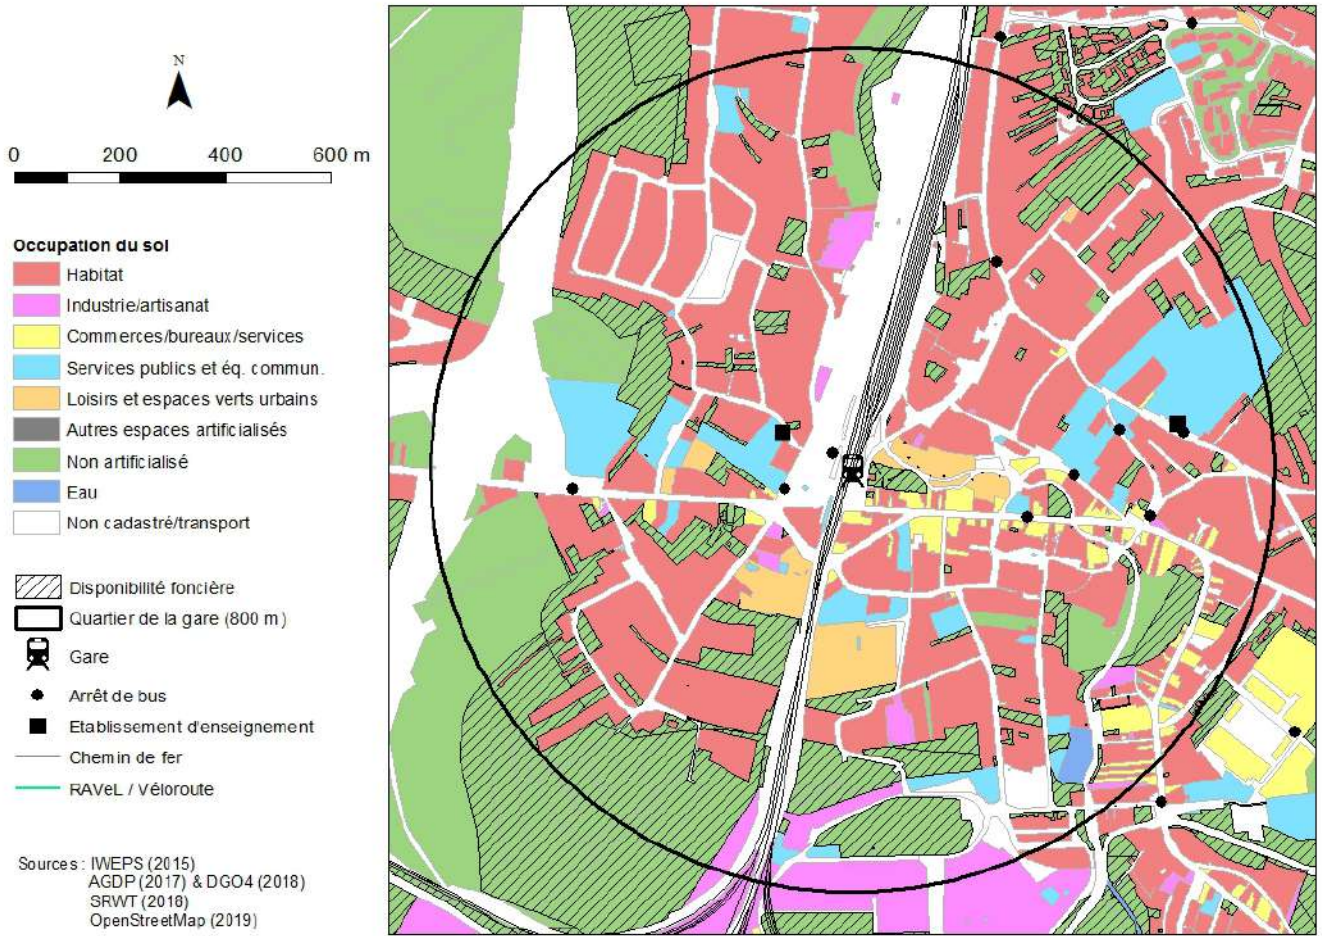 N
0 200 400 600 m
Occupation du sol
Habitat
Industrie/artisanat
Commerces/bureaux/services
Services publics et éq. commun.
Loisirs et espaces verts urbains
Autres espaces artificialisés
Non artificialisé
Eau
Non cadastré/transport
Disponibilité foncière
Quartier de la gare (800 m)
Gare
Arrêt de bus
Etablissement d'enseignement
Chemin de fer
RAVeL / Véloroute
Sources : IWEPS (2015)
AGDP (2017) & DGO4 (2018)
SRWT (2018)
OpenStreetMap (2019)